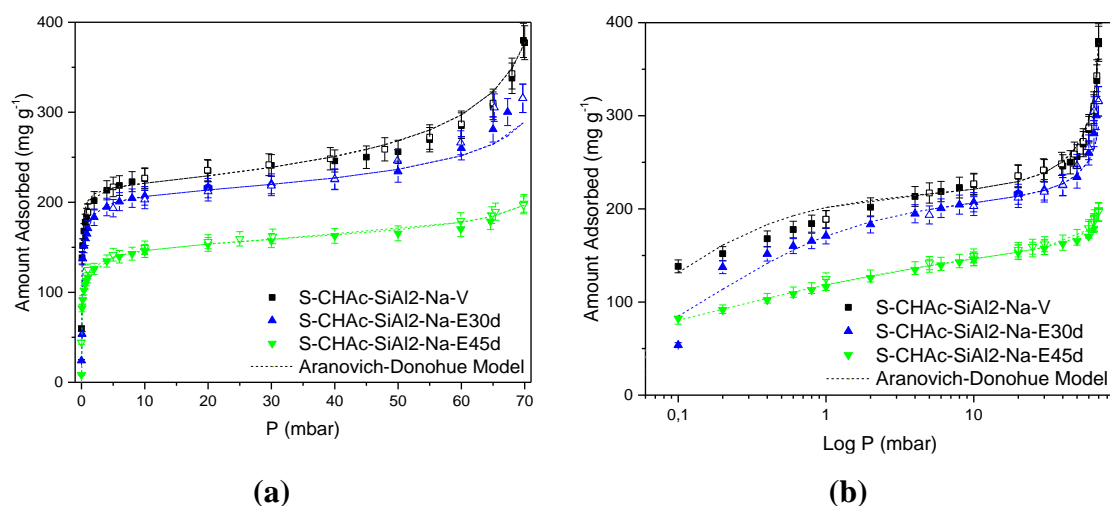 400
300
200
100
0
Amount Adsorbed (mg g⁻¹)
S-CHAc-SiAl2-Na-V
S-CHAc-SiAl2-Na-E30d
S-CHAc-SiAl2-Na-E45d
Aranovich-Donohue Model
0 10 20 30 40 50 60 70
P (mbar)
(a)
400
300
200
100
0
Amount Adsorbed (mg g⁻¹)
S-CHAc-SiAl2-Na-V
S-CHAc-SiAl2-Na-E30d
S-CHAc-SiAl2-Na-E45d
Aranovich-Donohue Model
0,1 1 10
Log P (mbar)
(b)